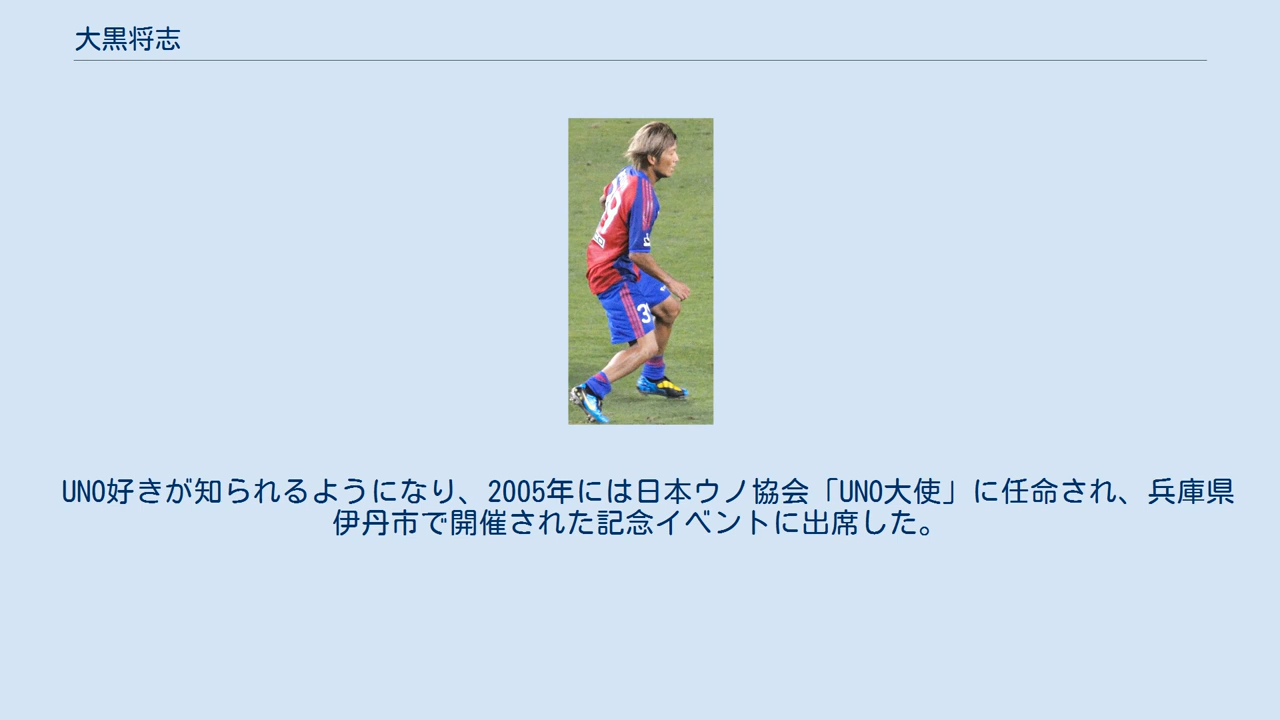 大黒将志
UNO好きが知られるようになり、2005年には日本ウノ協会「UNO大使」に任命され、兵庫県
伊丹市で開催された記念イベントに出席した。